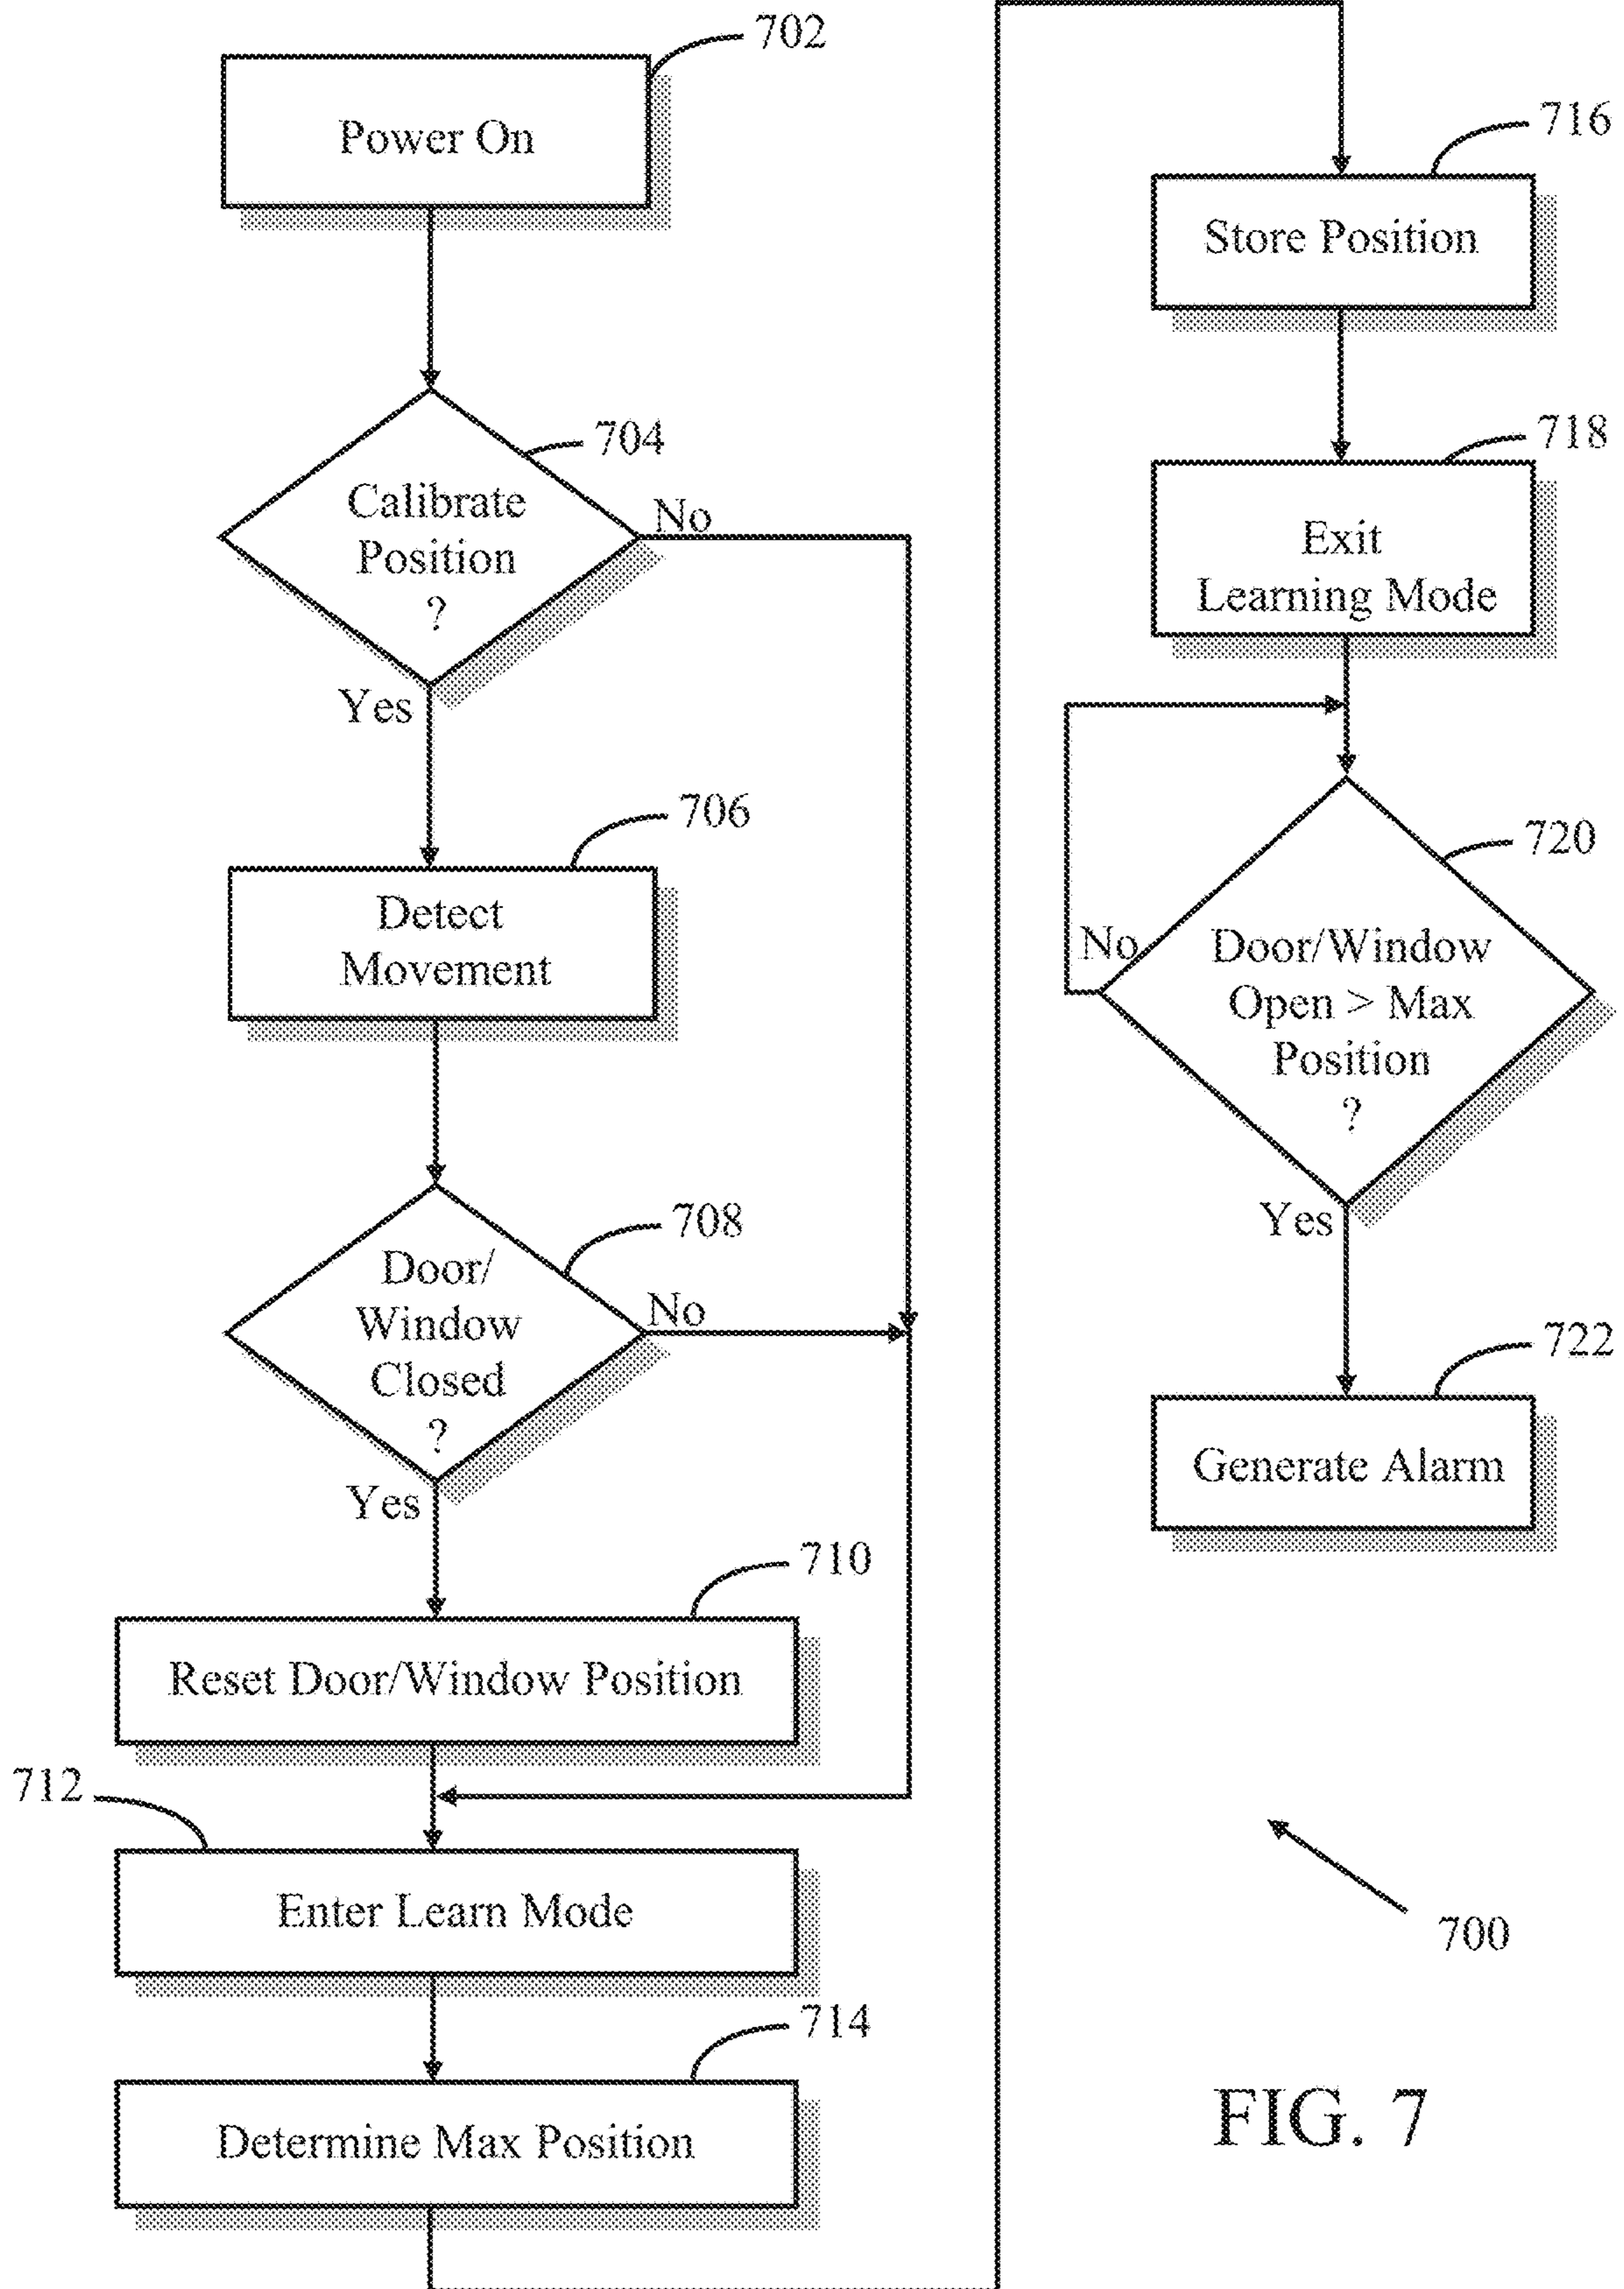 702
Power On
704
Calibrate
Position
?
No
Yes
706
Detect
Movement
708
Door/
Window
Closed
?
No
Yes
710
Reset Door/Window Position
712
Enter Learn Mode
714
Determine Max Position
716
Store Position
718
Exit
Learning Mode
720
No
Door/Window
Open > Max
Position
?
Yes
722
Generate Alarm
700
FIG. 7